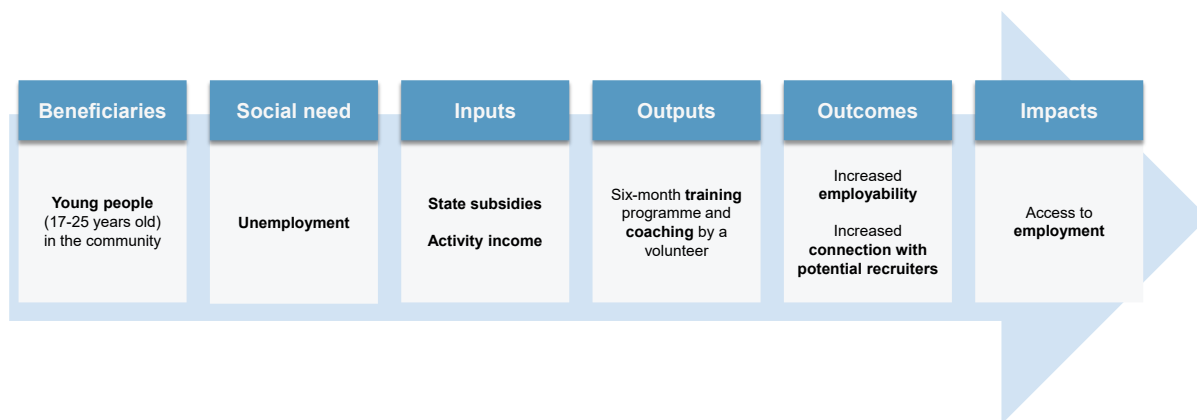 Beneficiaries
Young people
(17-25 years old)
in the community
Social need
Unemployment
Inputs
State subsidies
Activity income
Outputs
Six-month training
programme and
coaching by a
volunteer
Outcomes
Increased
employability
Increased
connection with
potential recruiters
Impacts
Access to
employment